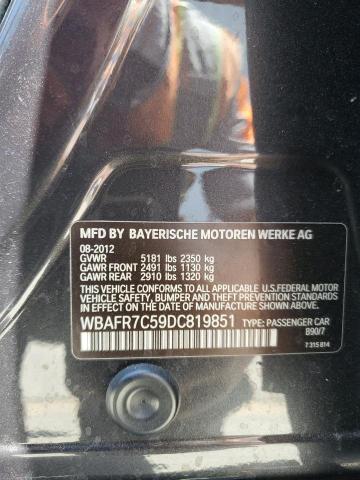 MFD BY BAYERISCHE MOTOREN WERKE AG
08-2012
GVWR 5181 lbs 2350 kg
GAWR FRONT 2491 lbs 1130 kg
GAWR REAR 2910 lbs 1320 kg
THIS VEHICLE CONFORMS TO ALL APPLICABLE U.S.FEDERAL MOTOR
VEHICLE SAFETY, BUMPER, AND THEFT PREVENTION STANDARDS IN
EFFECT ON THE DATE OF MANUFACTURE SHOWN ABOVE.
WBAFR7C59DC819851 TYPE: PASSENGER CAR
B90/7
7 315 814